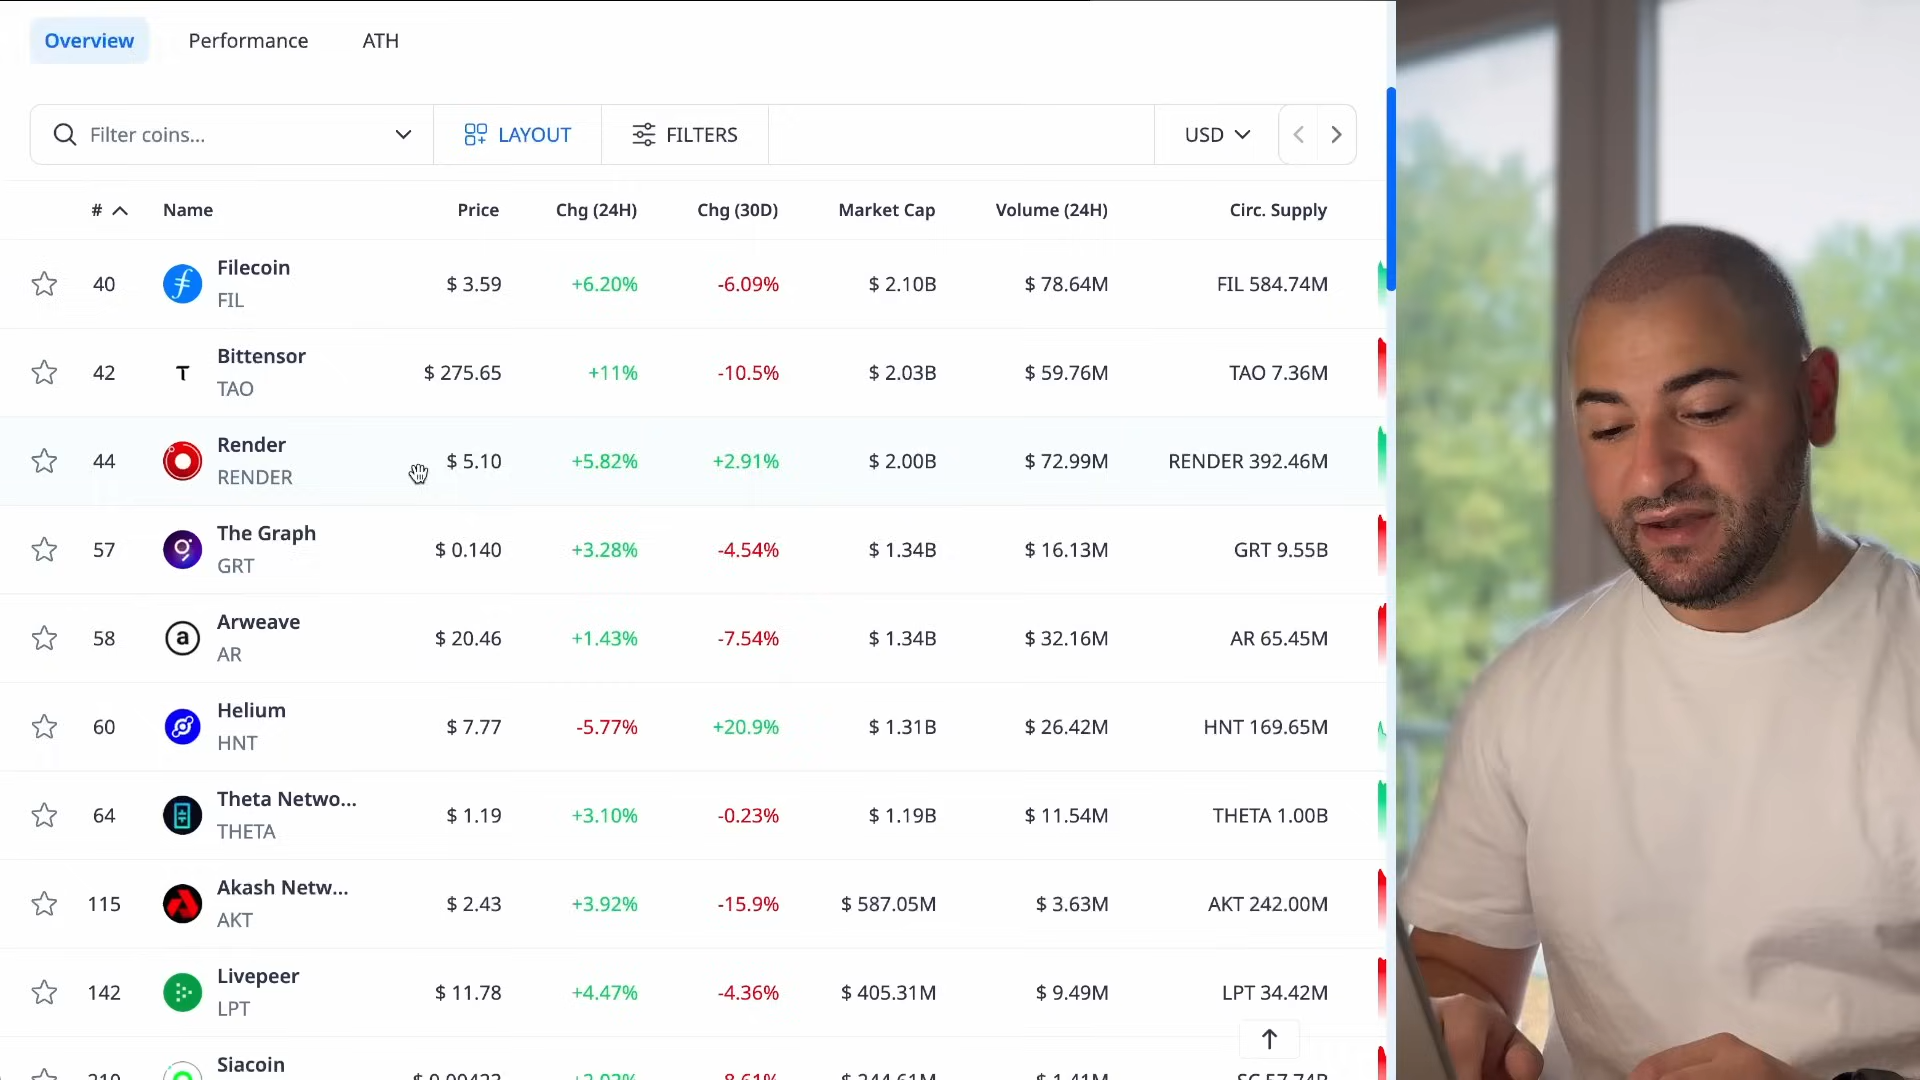 Overview Performance ATH
Filter coins... LAYOUT FILTERS USD
# Name Price Chg (24H) Chg (30D) Market Cap Volume (24H) Circ. Supply
40 Filecoin FIL $ 3.59 +6.20% -6.09% $ 2.10B $ 78.64M FIL 584.74M
42 Bittensor TAO $ 275.65 +11% -10.5% $ 2.03B $ 59.76M TAO 7.36M
44 Render RENDER $ 5.10 +5.82% +2.91% $ 2.00B $ 72.99M RENDER 392.46M
57 The Graph GRT $ 0.140 +3.28% -4.54% $ 1.34B $ 16.13M GRT 9.55B
58 Arweave AR $ 20.46 +1.43% -7.54% $ 1.34B $ 32.16M AR 65.45M
60 Helium HNT $ 7.77 -5.77% +20.9% $ 1.31B $ 26.42M HNT 169.65M
64 Theta Netwo... THETA $ 1.19 +3.10% -0.23% $ 1.19B $ 11.54M THETA 1.00B
115 Akash Netw... AKT $ 2.43 +3.92% -15.9% $ 587.05M $ 3.63M AKT 242.00M
142 Livepeer LPT $ 11.78 +4.47% -4.36% $ 405.31M $ 9.49M LPT 34.42M
Siacoin